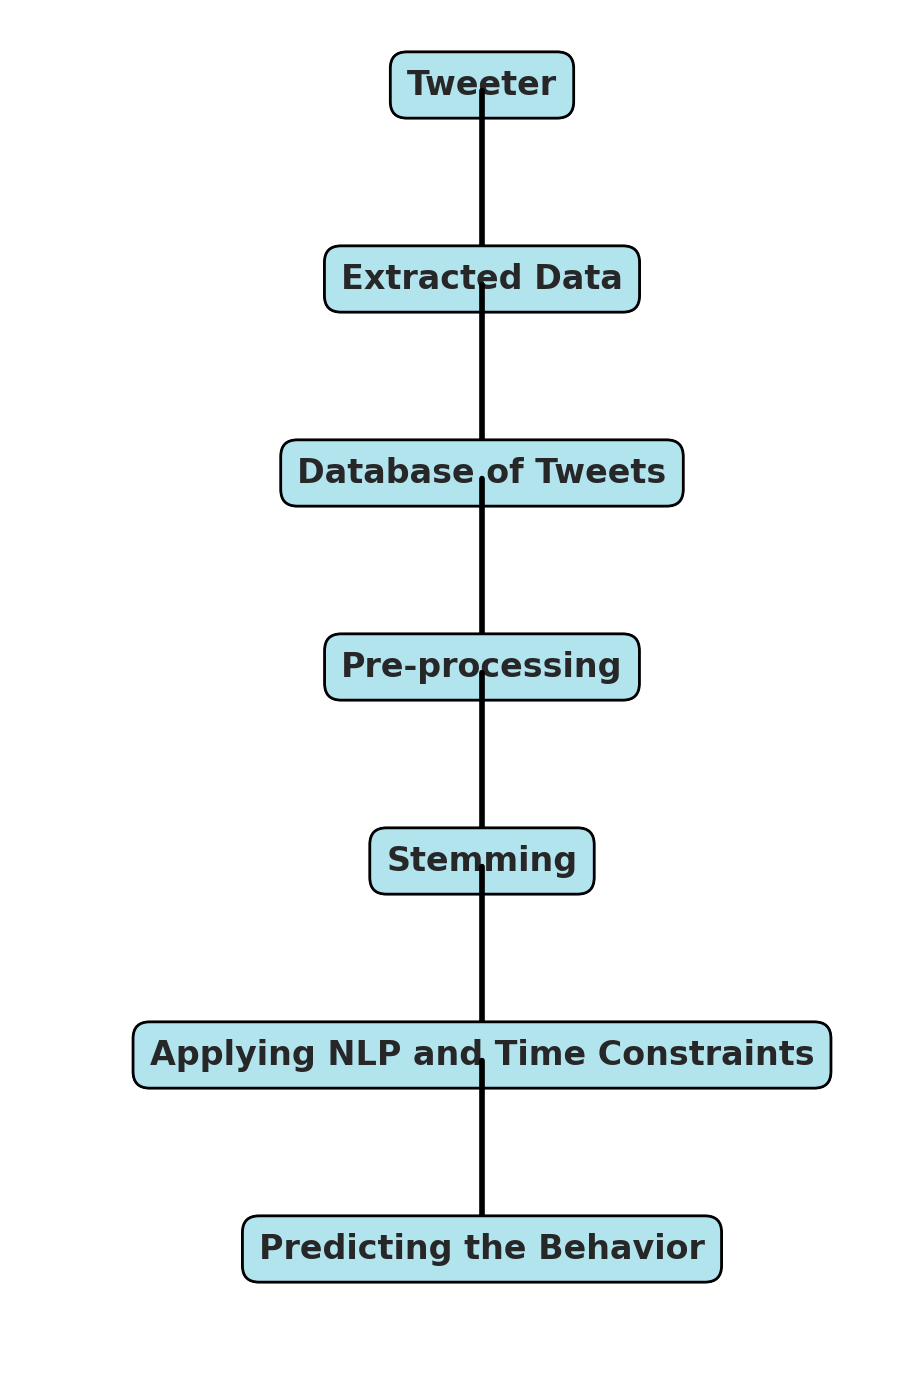 Tweeter
Extracted Data
Database of Tweets
Pre-processing
Stemming
Applying NLP and Time Constraints
Predicting the Behavior